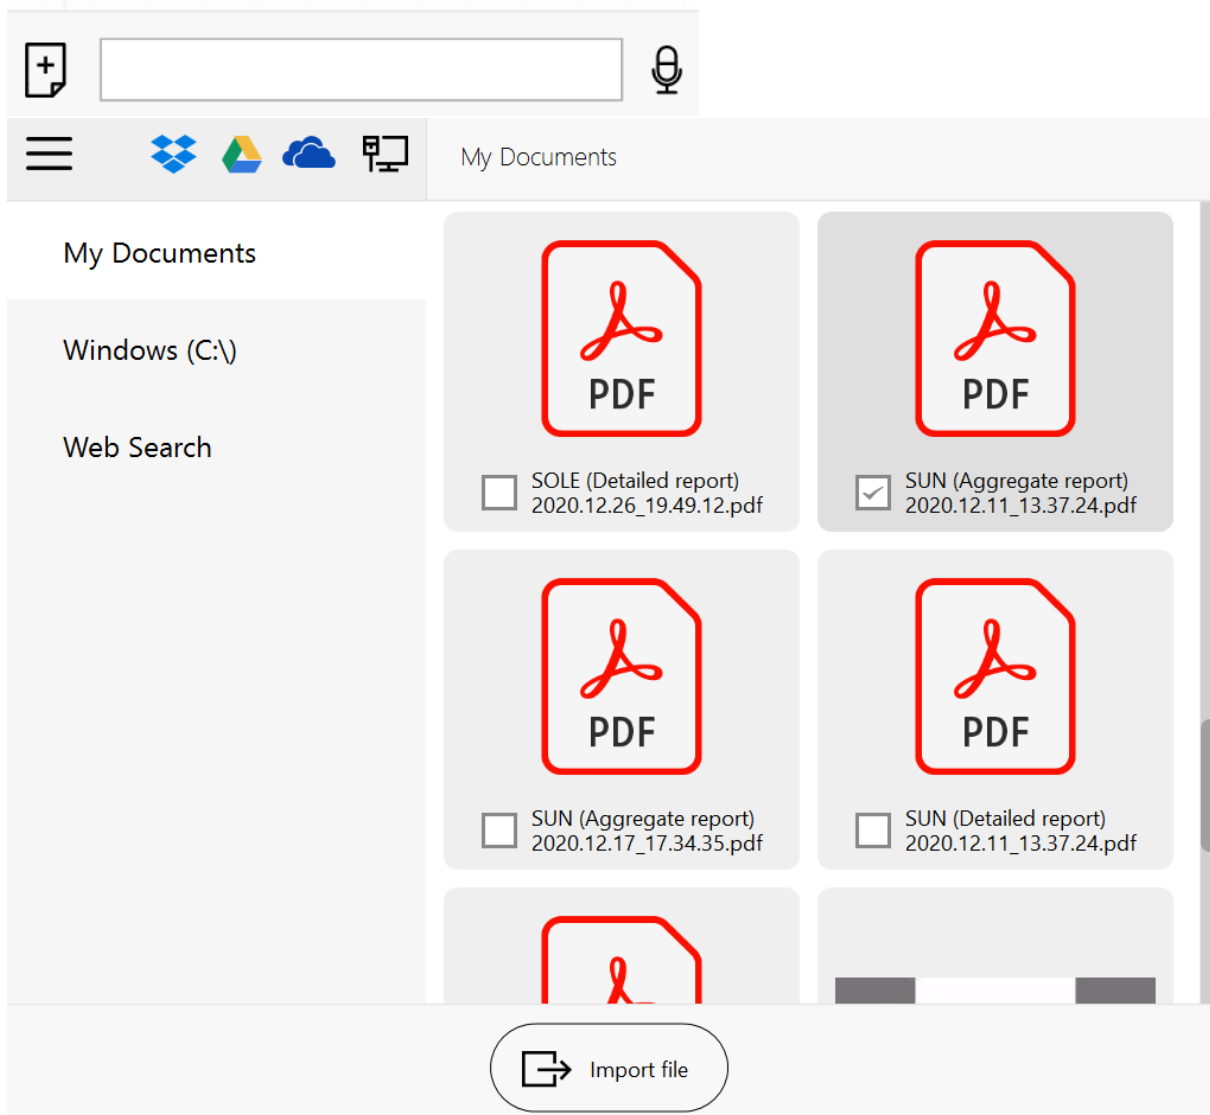 My Documents
My Documents
Windows (C:\)
Web Search
PDF
SOLE (Detailed report)
2020.12.26_19.49.12.pdf
PDF
SUN (Aggregate report)
2020.12.11_13.37.24.pdf
PDF
SUN (Aggregate report)
2020.12.17_17.34.35.pdf
PDF
SUN (Detailed report)
2020.12.11_13.37.24.pdf
Import file